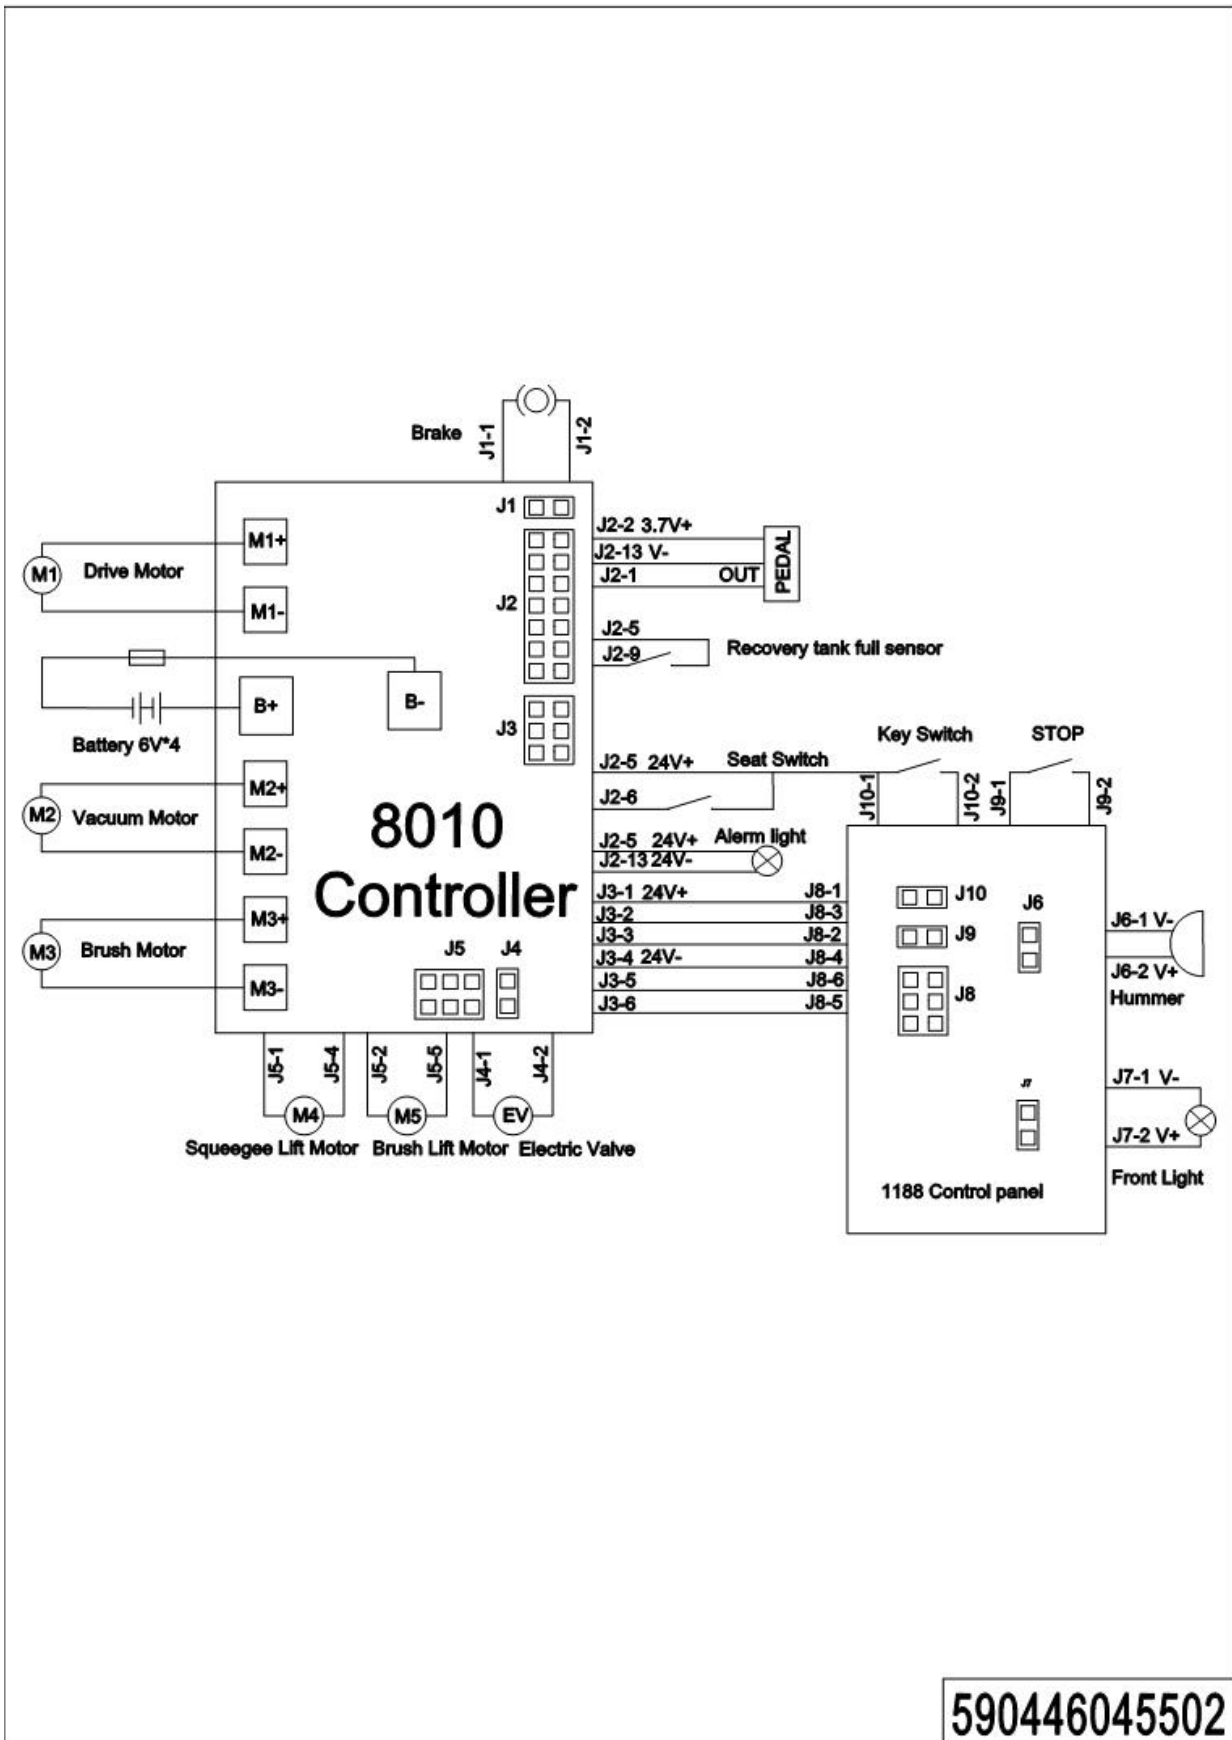 Brake
J1-1
J1-2
J1
M1+
J2-2 3.7V+
J2-13 V-
J2-1 OUT
PEDAL
M1
Drive Motor
M1-
J2
J2-5
J2-9
Recovery tank full sensor
B+
B-
J3
Battery 6V*4
Key Switch
STOP
J2-5 24V+
Seat Switch
J10-1
J10-2
J9-1
J9-2
M2+
J2-6
M2
Vacuum Motor
8010
Controller
M2-
J2-5 24V+
Alerm light
J2-13 24V-
J3-1 24V+
J8-1
J3-2
J8-3
J3-3
J8-2
J3-4 24V-
J8-4
J3-5
J8-6
J3-6
J8-5
M3+
M3
Brush Motor
M3-
J5
J4
J10
J9
J8
J6
J6-1 V-
J6-2 V+
Hummer
J7
J7-1 V-
J7-2 V+
Front Light
1188 Control panel
J5-1
J5-4
J5-2
J5-5
J4-1
J4-2
M4
M5
EV
Squeegee Lift Motor
Brush Lift Motor
Electric Valve
590446045502